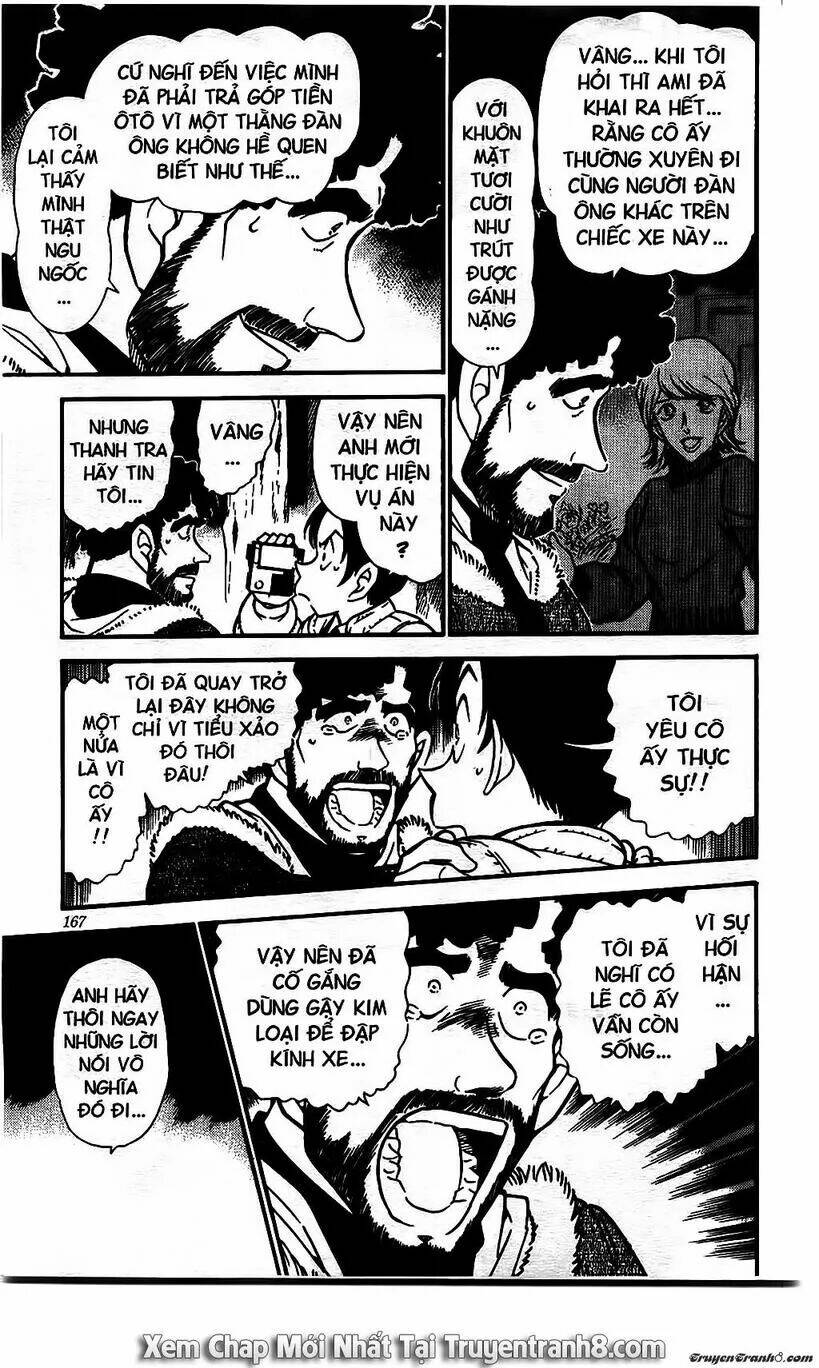 VÂNG... KHI TÔI
HỎI THÌ AMI ĐÃ
KHAI RA HẾT...
RẰNG CÔ ẤY
THƯỜNG XUYÊN ĐI
CÙNG NGƯỜI ĐÀN
ÔNG KHÁC TRÊN
CHIẾC XE NÀY...
VỚI
KHUÔN
MẶT
TƯƠI
CƯỜI
NHƯ
TRÚT
ĐƯỢC
GÁNH
NẶNG
...
CỨ NGHĨ ĐẾN VIỆC MÌNH
ĐÃ PHẢI TRẢ GÓP TIỀN
ÔTÔ VÌ MỘT THẰNG ĐÀN
ÔNG KHÔNG HỀ QUEN
BIẾT NHƯ THẾ...
TÔI
LẠI CẢM
THẤY
MÌNH
THẬT
NGU
NGỐC
...
VẬY NÊN
ANH MỚI
THỰC HIỆN
VỤ ÁN
NÀY
?
VÂNG
...
NHƯNG
THANH TRA
HÃY TIN
TÔI...
TÔI
YÊU CÔ
ẤY THỰC
SỰ!!
TÔI ĐÃ QUAY TRỞ
LẠI ĐÂY KHÔNG
CHỈ VÌ TIỂU XẢO
ĐÓ THÔI
ĐÂU!
MỘT
NỬA
LÀ VÌ
CÔ
ẤY
!!
167
VÌ SỰ
HỐI
HẬN
...
TÔI ĐÃ
NGHĨ CÓ
LẼ CÔ ẤY
VẪN CÒN
SỐNG...
VẬY NÊN ĐÃ
CỐ GẮNG
DÙNG GẬY KIM
LOẠI ĐỂ ĐẬP
KÍNH XE...
ANH HÃY
THÔI NGAY
NHỮNG LỜI
NÓI VÔ
NGHĨA
ĐÓ ĐI...
Xem Chap Mới Nhất Tại Truyentranh8.com
TruyenTranh8.com